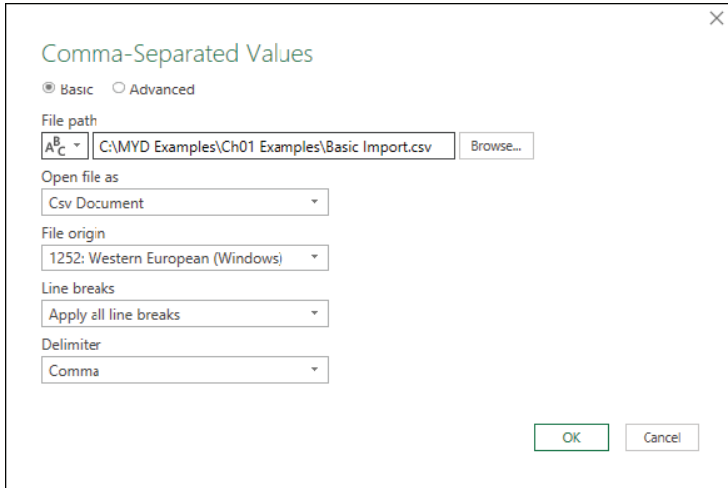 Comma-Separated Values
Basic Advanced
File path
ABC C:\MYD Examples\Ch01 Examples\Basic Import.csv Browse...
Open file as
Csv Document
File origin
1252: Western European (Windows)
Line breaks
Apply all line breaks
Delimiter
Comma
OK Cancel